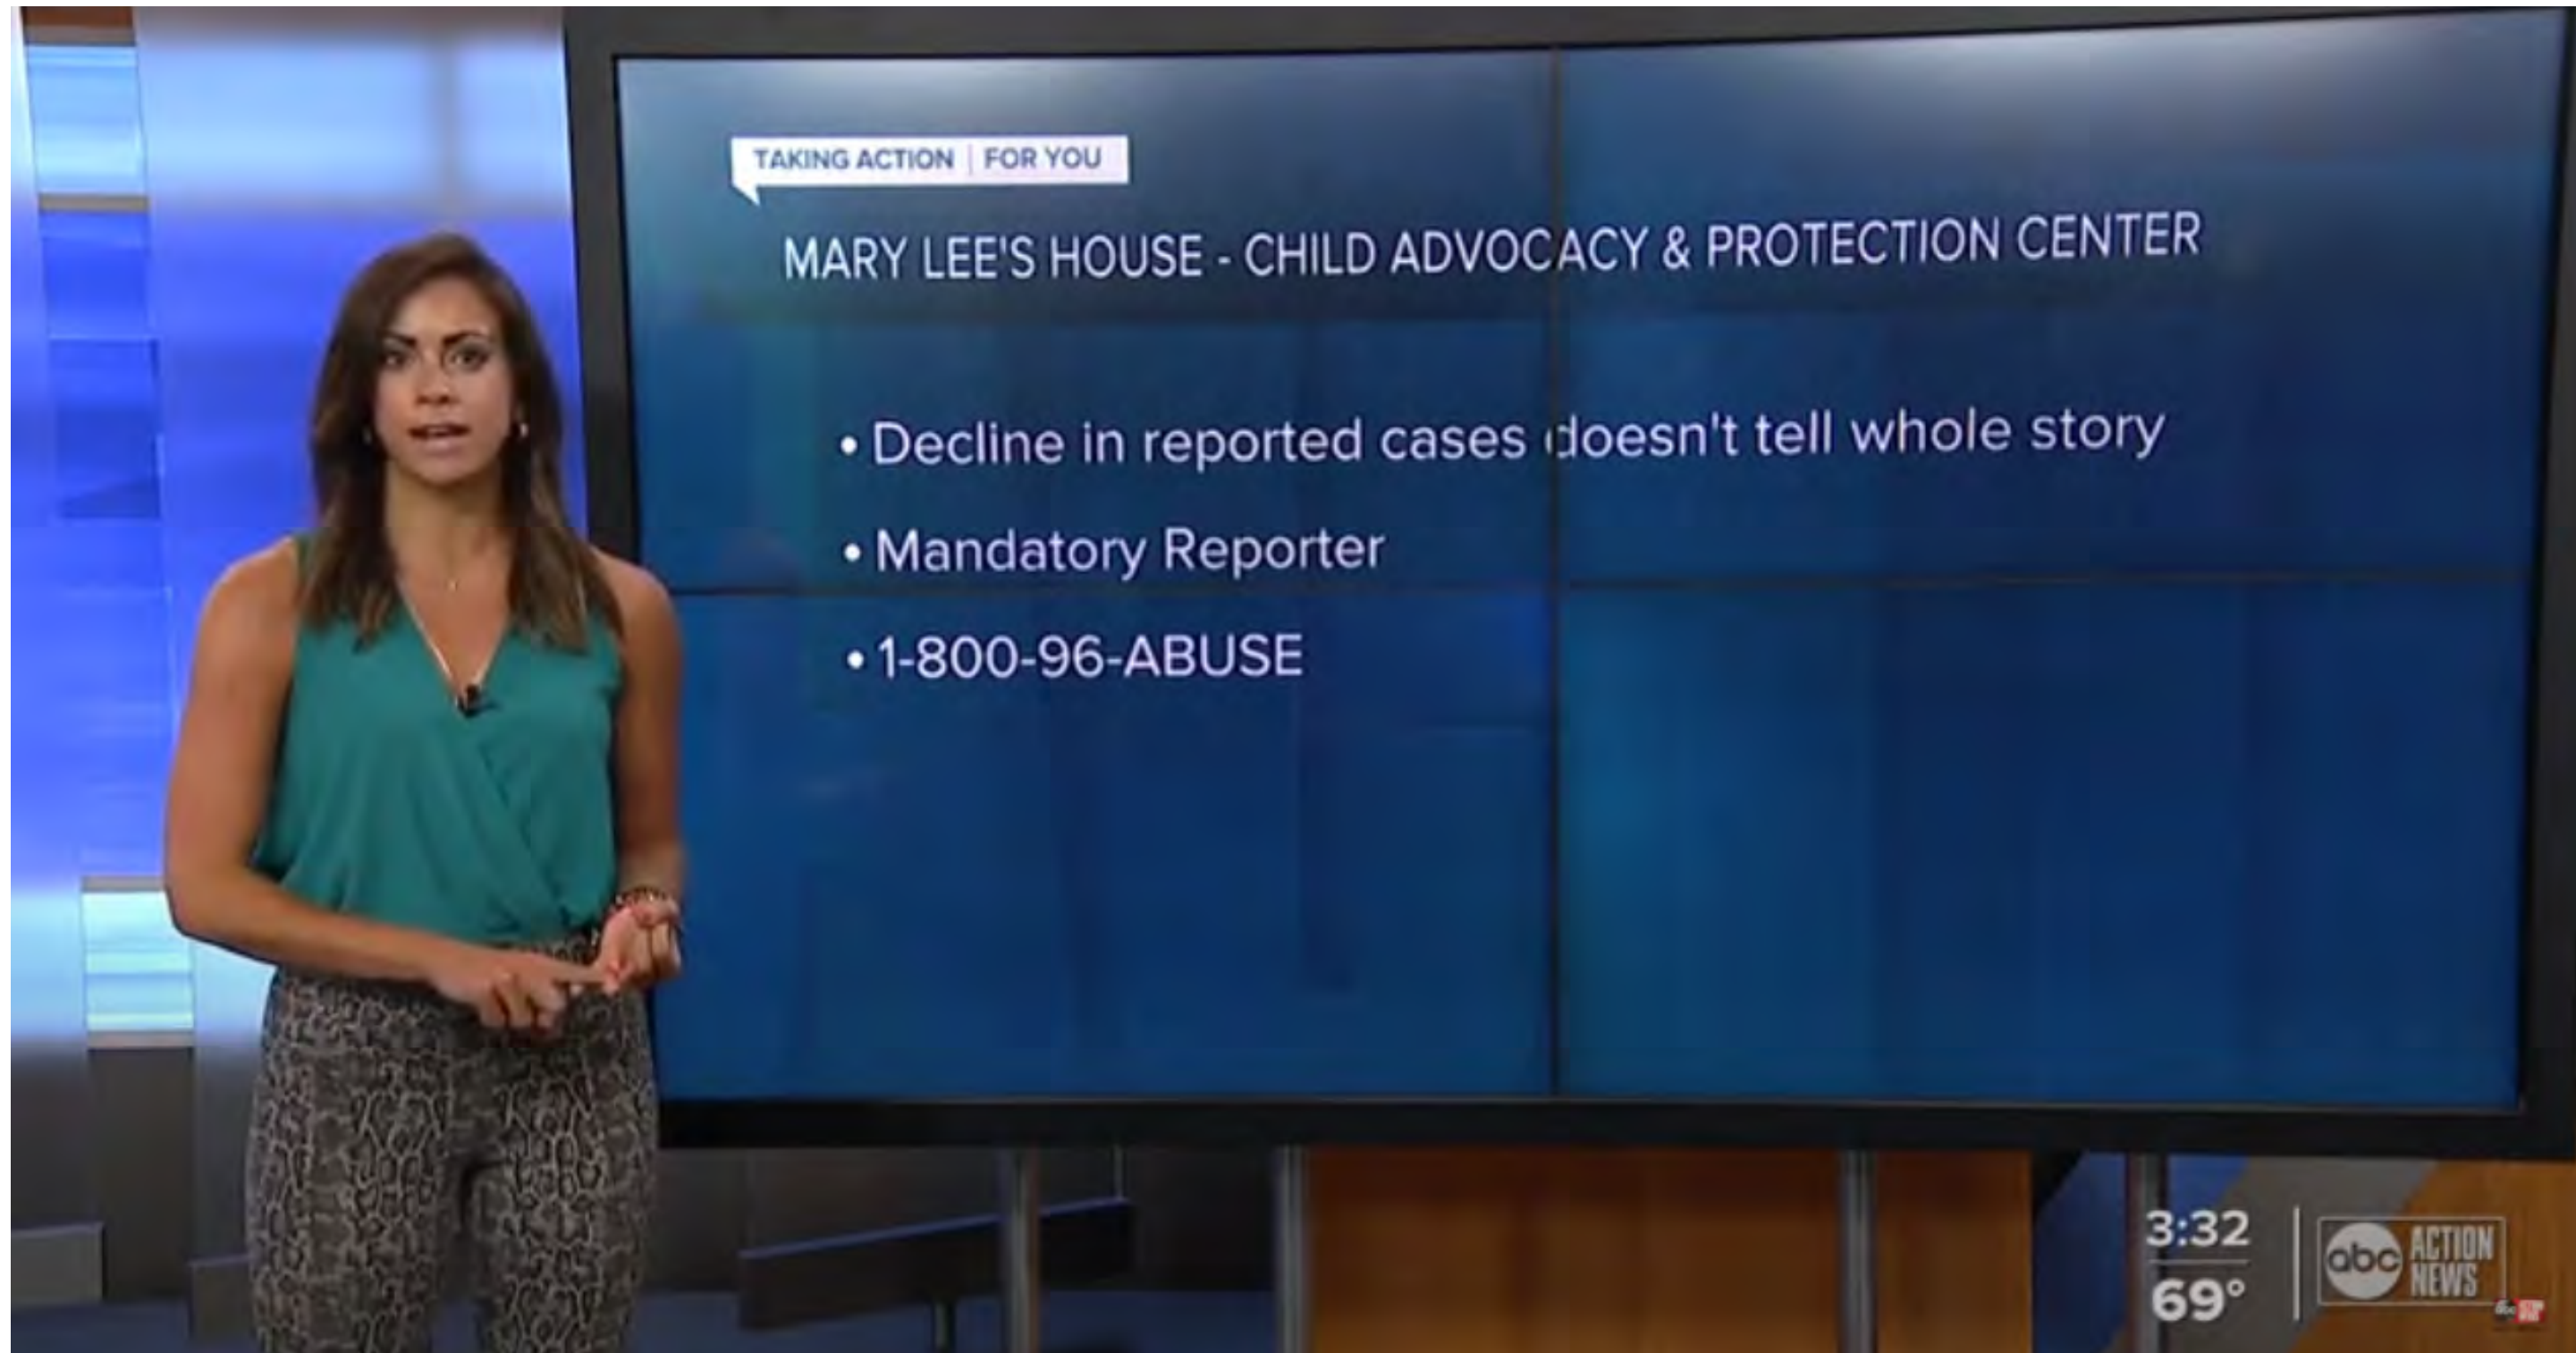 TAKING ACTION | FOR YOU
MARY LEE'S HOUSE - CHILD ADVOCACY & PROTECTION CENTER
• Decline in reported cases doesn't tell whole story
• Mandatory Reporter
• 1-800-96-ABUSE
3:32
69°
abc
ACTION
NEWS
abc